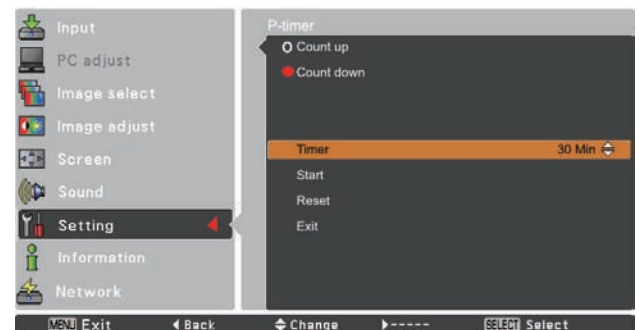 Input
PC adjust
Image select
Image adjust
Screen
Sound
Setting
Information
Network
P-timer
Count up
Count down
Timer 30 Min
Start
Reset
Exit
MENU Exit Back Change ----- SELECT Select